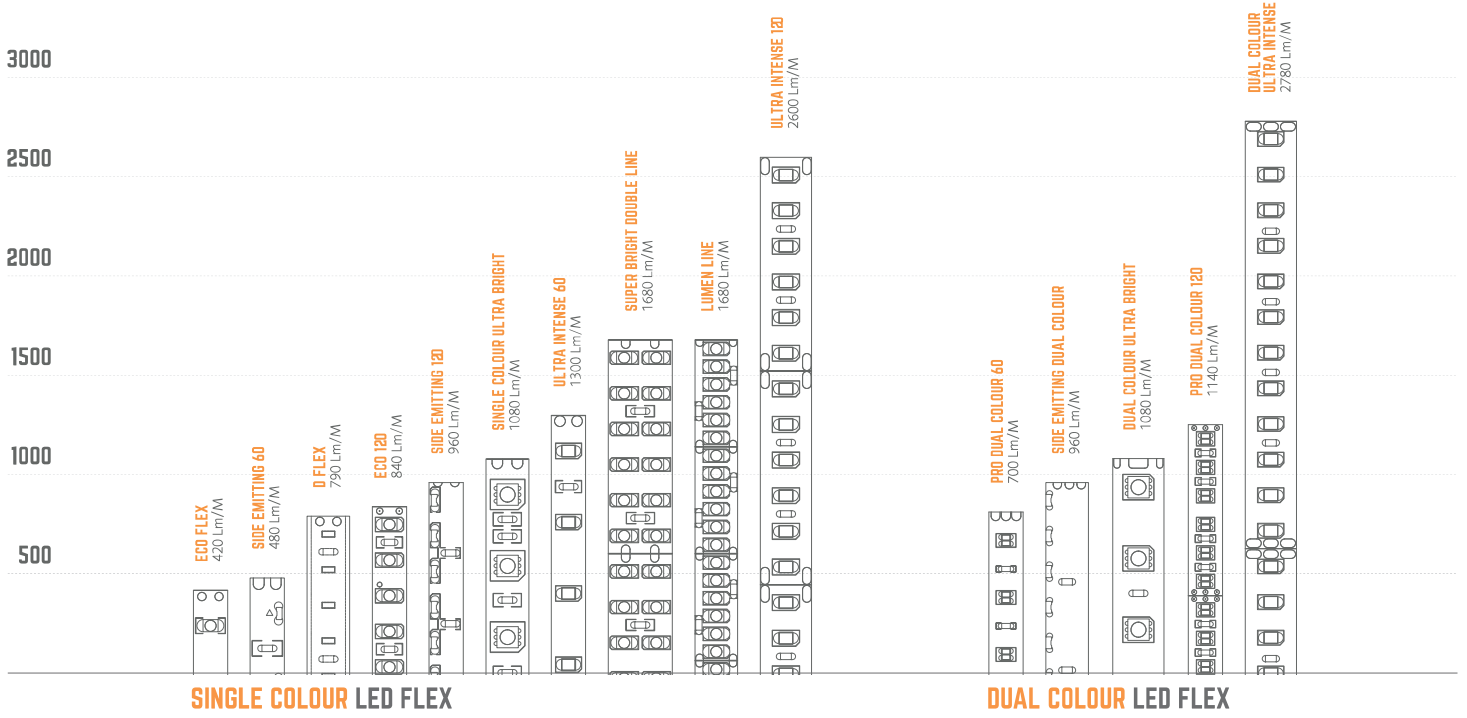 3000
2500
2000
1500
1000
500
ECO FLEX
420 Lm/M
SIDE EMITTING 60
480 Lm/M
D FLEX
790 Lm/M
ECO 120
840 Lm/M
SIDE EMITTING 120
960 Lm/M
SINGLE COLOUR ULTRA BRIGHT
1080 Lm/M
ULTRA INTENSE 60
1300 Lm/M
SUPER BRIGHT DOUBLE LINE
1680 Lm/M
LUMEN LINE
1680 Lm/M
ULTRA INTENSE 120
2600 Lm/M
PRO DUAL COLOUR 60
700 Lm/M
SIDE EMITTING DUAL COLOUR
960 Lm/M
DUAL COLOUR ULTRA BRIGHT
1080 Lm/M
PRO DUAL COLOUR 120
1140 Lm/M
DUAL COLOUR
ULTRA INTENSE
2780 Lm/M
SINGLE COLOUR LED FLEX
DUAL COLOUR LED FLEX